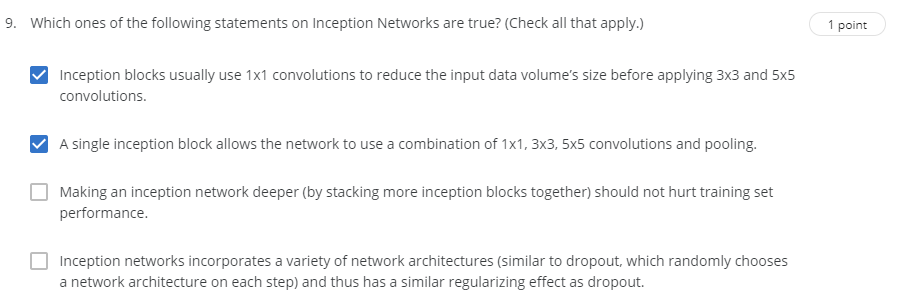 9. Which ones of the following statements on Inception Networks are true? (Check all that apply.)
1 point
Inception blocks usually use 1x1 convolutions to reduce the input data volume's size before applying 3x3 and 5x5
convolutions.
A single inception block allows the network to use a combination of 1x1, 3x3, 5x5 convolutions and pooling.
Making an inception network deeper (by stacking more inception blocks together) should not hurt training set
performance.
Inception networks incorporates a variety of network architectures (similar to dropout, which randomly chooses
a network architecture on each step) and thus has a similar regularizing effect as dropout.